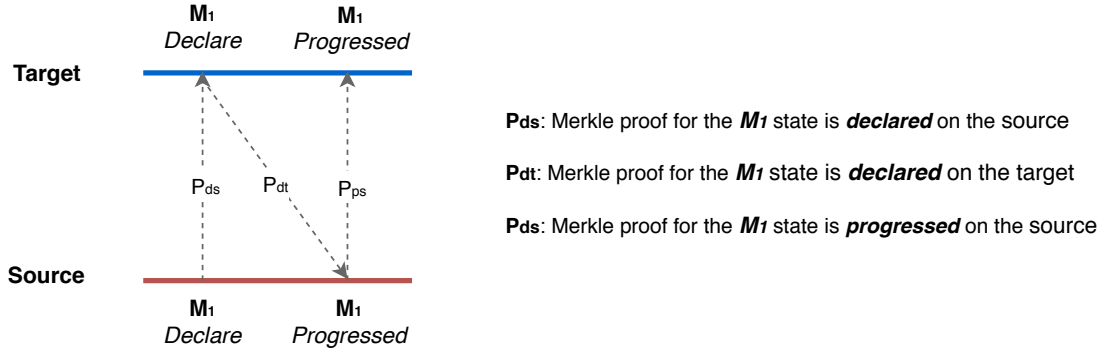 M1 M1
Declare Progressed
Target
Pds Pdt Pps
Source
M1 M1
Declare Progressed
Pds: Merkle proof for the M1 state is declared on the source
Pdt: Merkle proof for the M1 state is declared on the target
Pds: Merkle proof for the M1 state is progressed on the source